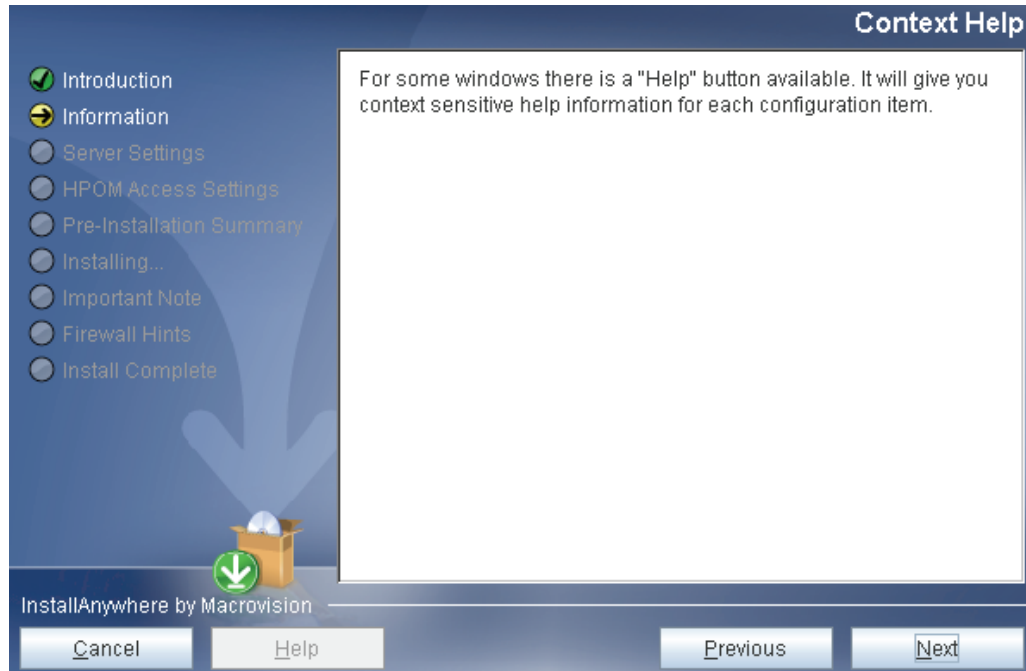 Context Help
Introduction
Information
Server Settings
HPOM Access Settings
Pre-Installation Summary
Installing...
Important Note
Firewall Hints
Install Complete
For some windows there is a "Help" button available. It will give you
context sensitive help information for each configuration item.
InstallAnywhere by Macrovision
Cancel
Help
Previous
Next